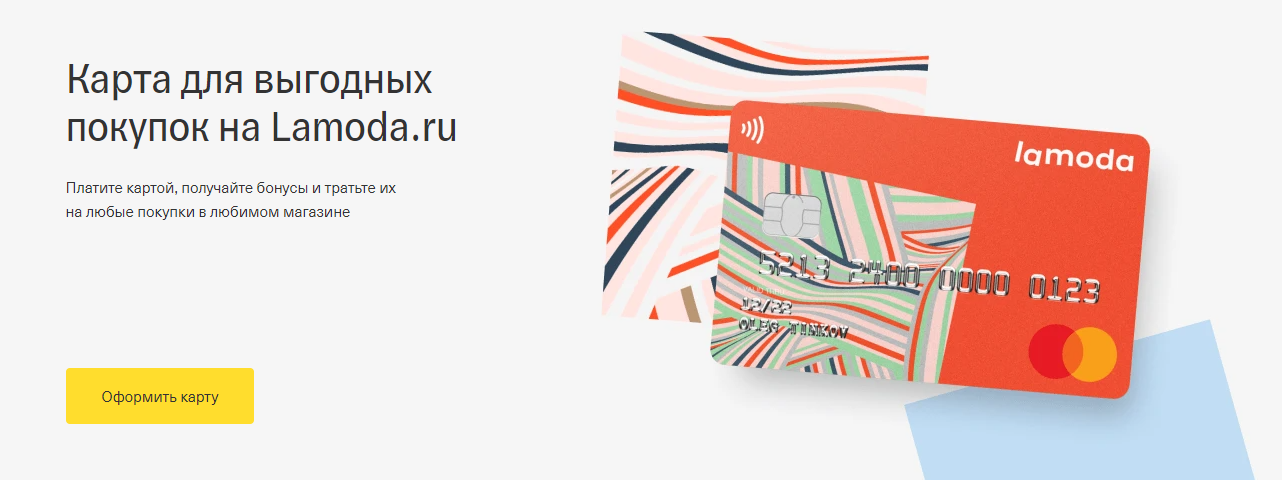 Карта для выгодных
покупок на Lamoda.ru
Платите картой, получайте бонусы и тратьте их
на любые покупки в любимом магазине
Оформить карту
lamoda
5213 2400 0000 0123
12/22
OLEG TINKOV